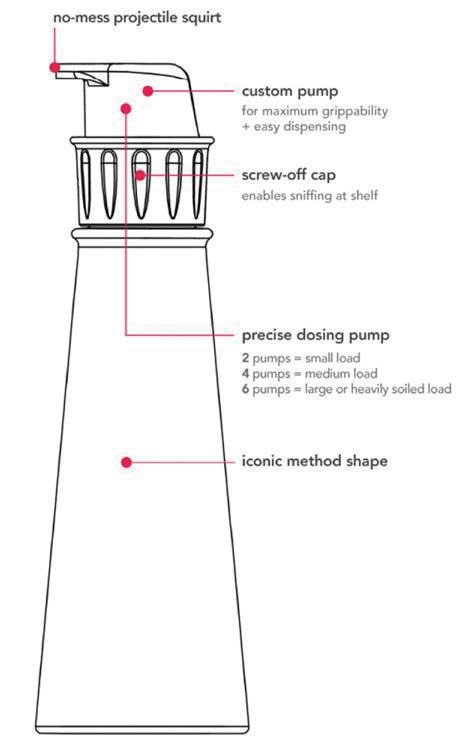 no-mess projectile squirt
custom pump
for maximum grippability
+ easy dispensing
screw-off cap
enables sniffing at shelf
precise dosing pump
2 pumps = small load
4 pumps = medium load
6 pumps = large or heavily soiled load
iconic method shape